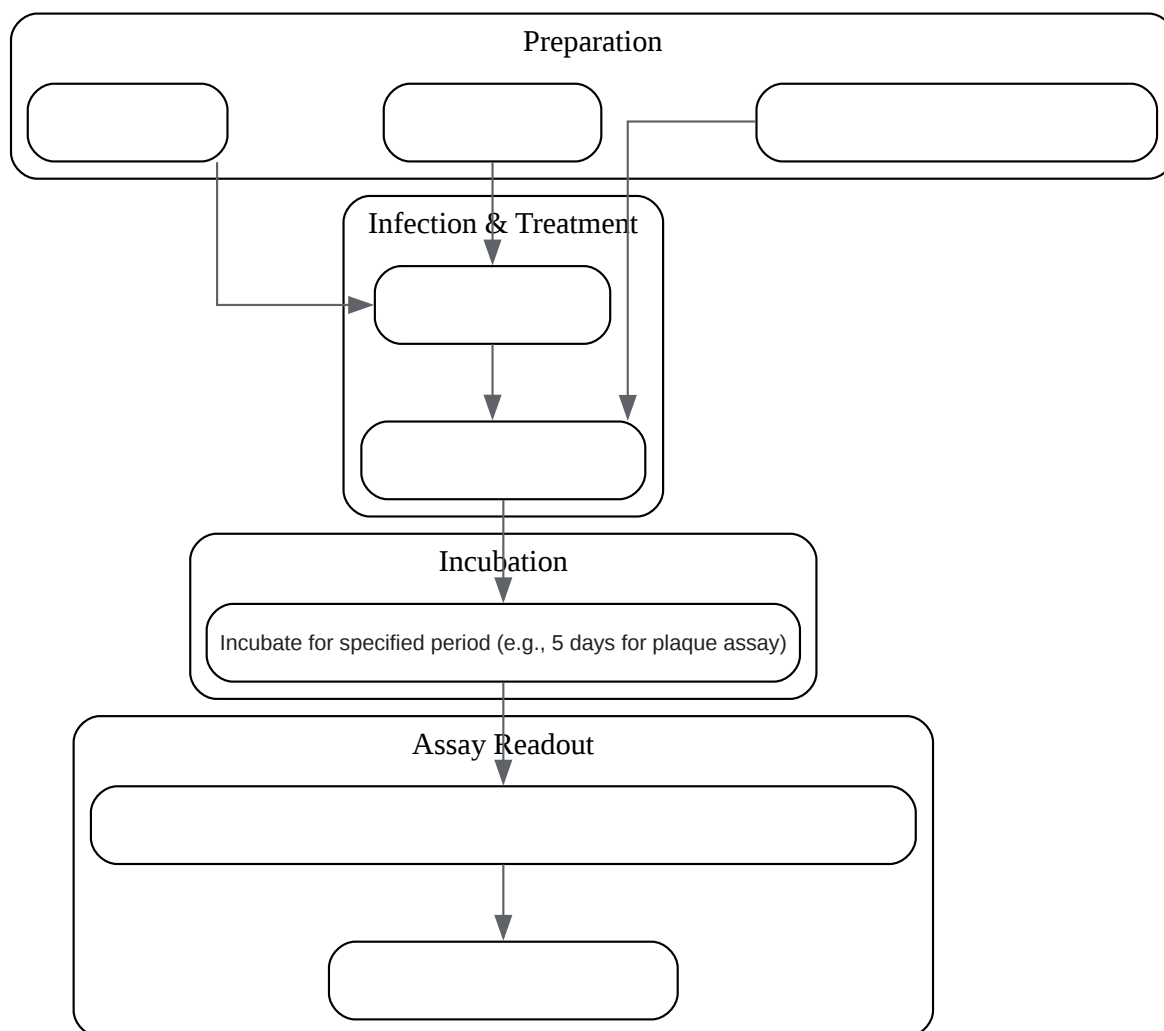 Preparation
Infection & Treatment
Incubation
Incubate for specified period (e.g., 5 days for plaque assay)
Assay Readout